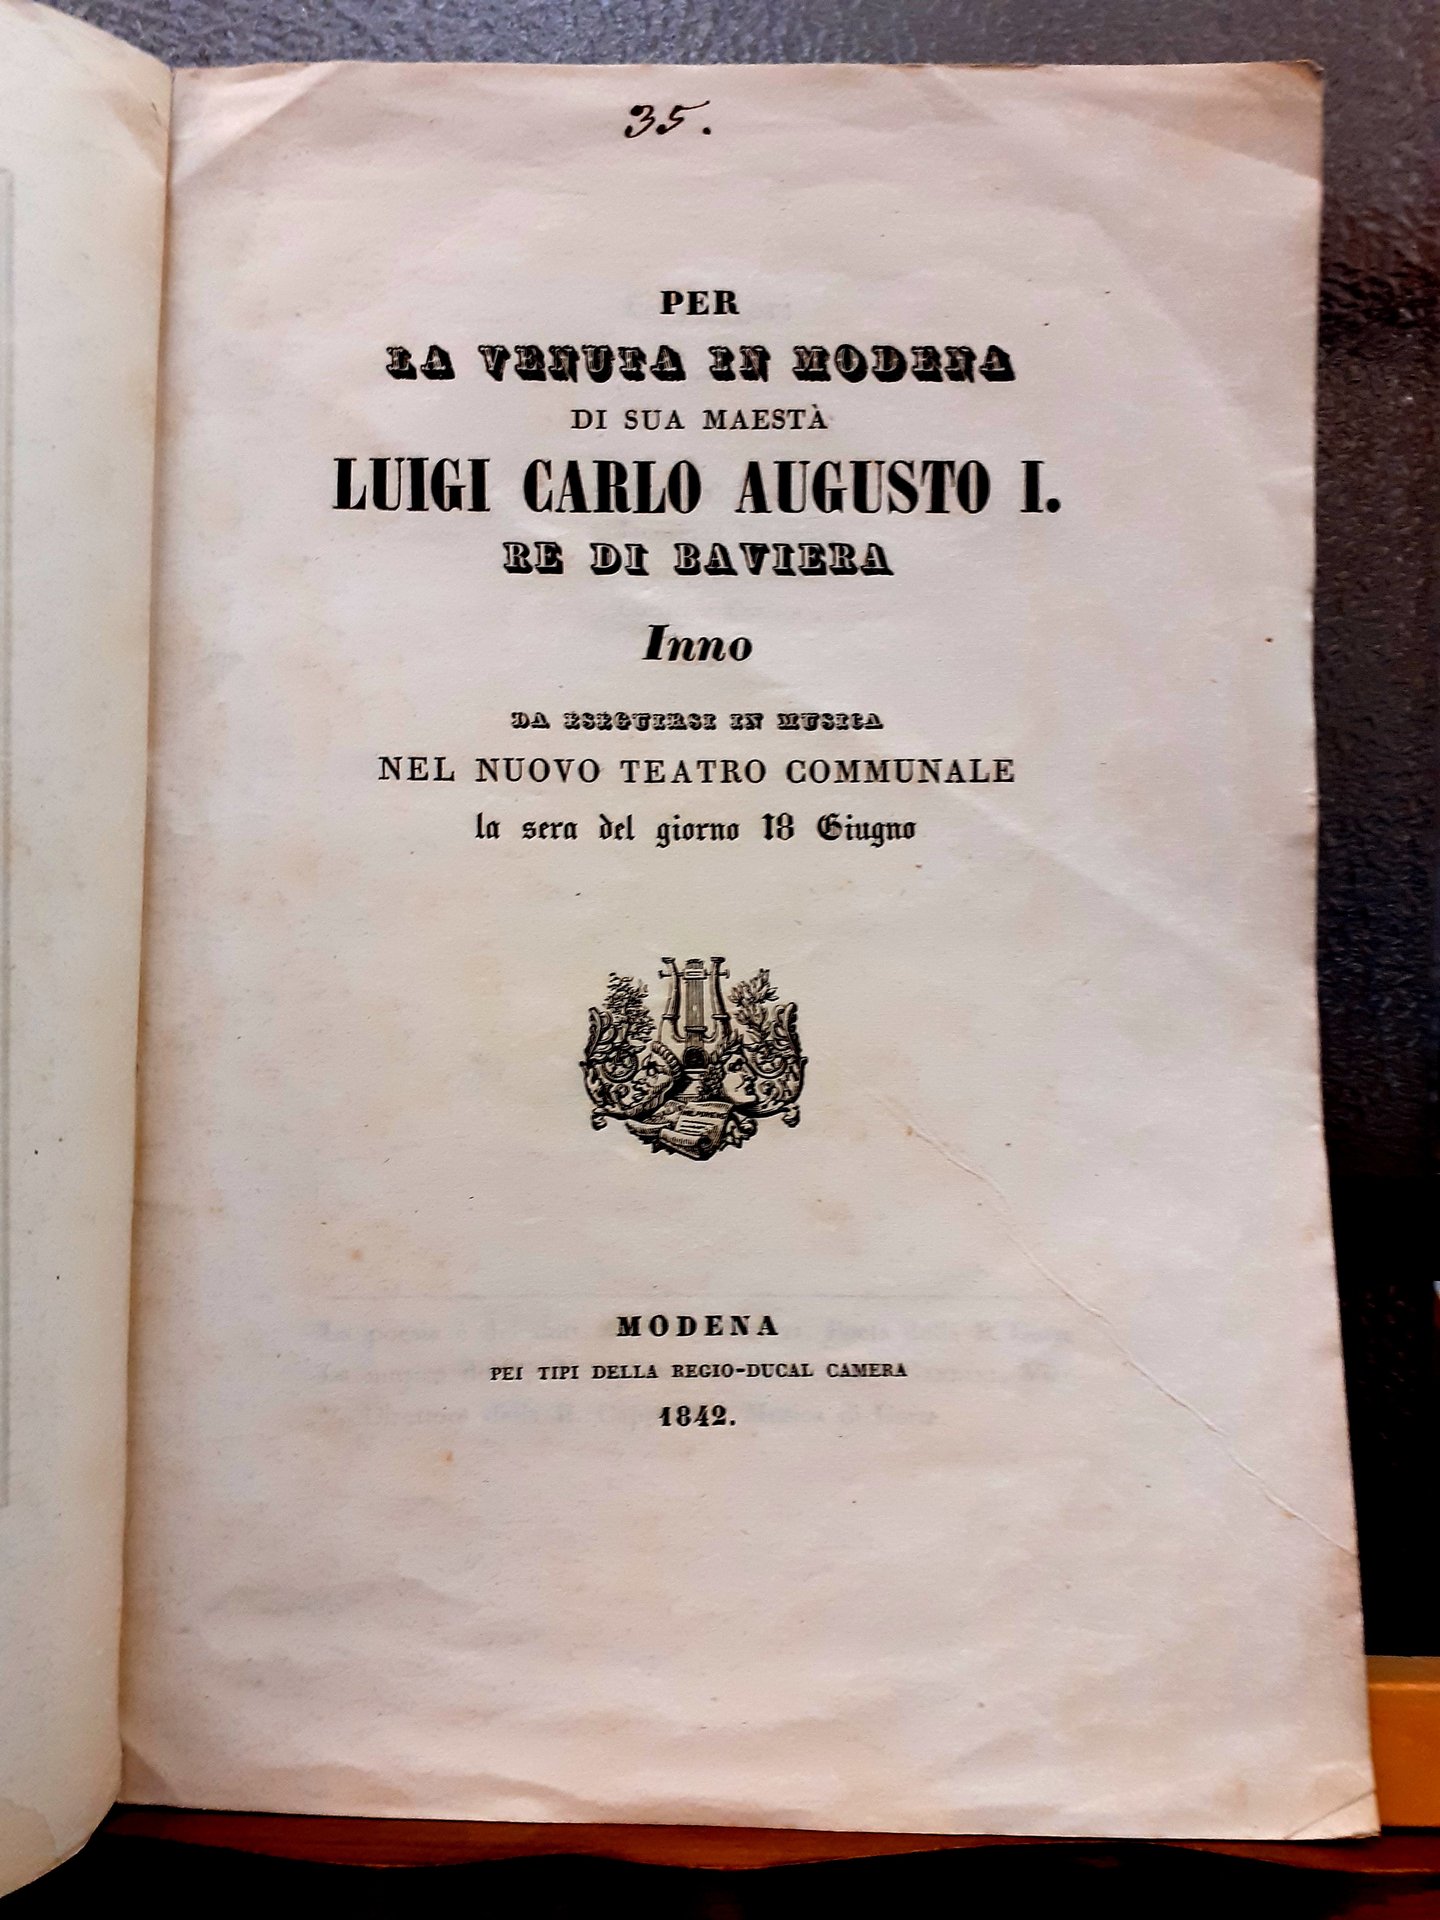 35.
PER
LA VENUTA IN MODENA
DI SUA MAESTÀ
LUIGI CARLO AUGUSTO I.
RE DI BAVIERA
Inno
DA ESEGUIRSI IN MUSICA
NEL NUOVO TEATRO COMMUNALE
la sera del giorno 18 Giugno
MODENA
PEI TIPI DELLA REGIO-DUCAL CAMERA
1842.